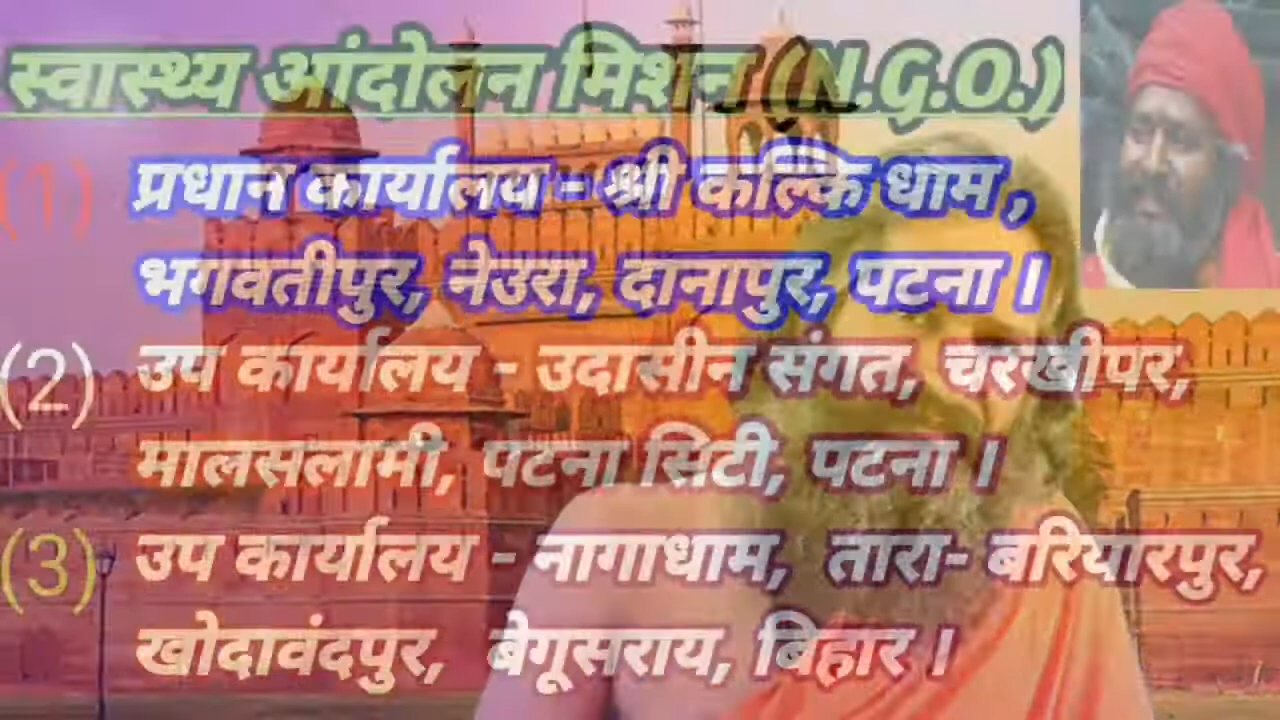 स्वास्थ्य आंदोलन मिशन (N.G.O.)
(1) प्रधान कार्यालय - श्री कल्कि धाम ,
भगवतीपुर, नेउरा, दानापुर, पटना ।
(2) उप कार्यालय - उदासीन संगत, चरखीपर,
मालसलामी, पटना सिटी, पटना ।
(3) उप कार्यालय - नागाधाम, तारा- बरियारपुर,
खोदावंदपुर, बेगूसराय, बिहार ।